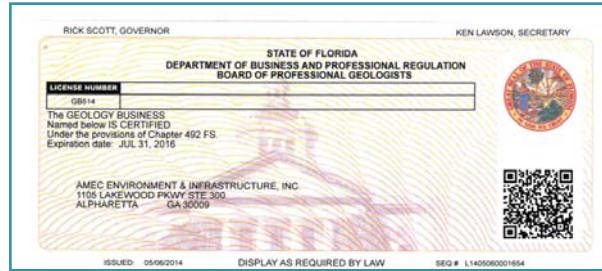 RICK SCOTT, GOVERNOR KEN LAWSON, SECRETARY
STATE OF FLORIDA
DEPARTMENT OF BUSINESS AND PROFESSIONAL REGULATION
BOARD OF PROFESSIONAL GEOLOGISTS
LICENSE NUMBER
GB514
The GEOLOGY BUSINESS
Named below IS CERTIFIED
Under the provisions of Chapter 492 FS.
Expiration date: JUL 31, 2016
AMEC ENVIRONMENT & INFRASTRUCTURE, INC.
1105 LAKEWOOD PKWY STE 300
ALPHARETTA GA 30009
ISSUED: 05/06/2014 DISPLAY AS REQUIRED BY LAW SEQ # L1405060001654